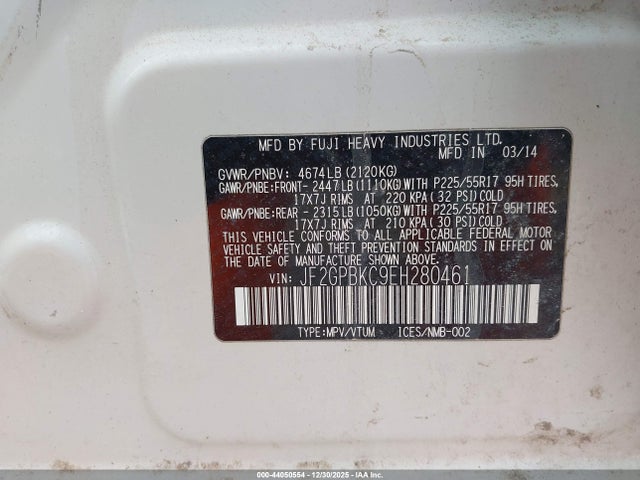 MFD BY FUJI HEAVY INDUSTRIES LTD.
MFD IN 03/14
GVWR/PNBV: 4674LB(2120KG)
GAWR/PNBE:FRONT- 2447LB(1110KG)WITH P225/55R17 95H TIRES,
17X7J RIMS AT 220 KPA(32 PSI)COLD
GAWR/PNBE:REAR - 2315LB(1050KG)WITH P225/55R17 95H TIRES,
17X7J RIMS AT 210 KPA(30 PSI)COLD.
THIS VEHICLE CONFORMS TO ALL APPLICABLE FEDERAL MOTOR
VEHICLE SAFETY AND THEFT PREVENTION STANDARDS IN EFFECT
ON THE DATE OF MANUFACTURE SHOWN ABOVE.
VIN: JF2GPBKC9EH280461
TYPE:MPV/VTUM ICES/NMB-002
000-44050554 - 12/30/2025 - IAAI.COM